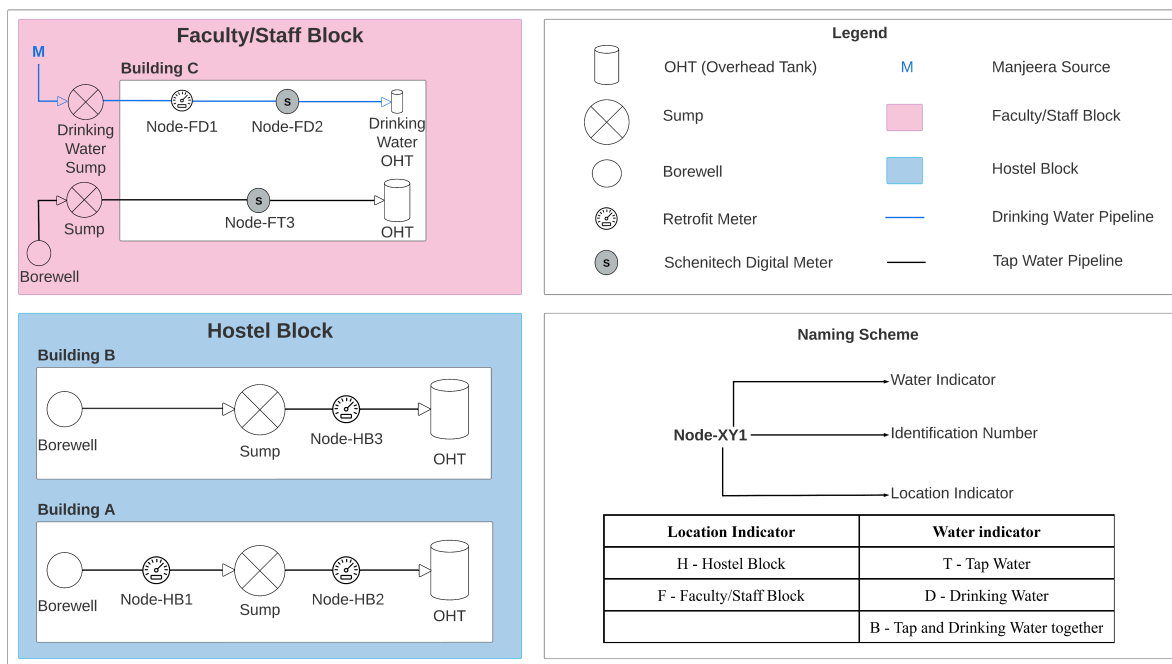 Faculty/Staff Block
M
Building C
Node-FD1
Node-FD2
Drinking
Water
Sump
Drinking
Water
OHT
S
Sump
Node-FT3
S
OHT
Borewell
Legend
OHT (Overhead Tank)
M
Manjeera Source
Sump
Faculty/Staff Block
Borewell
Hostel Block
Retrofit Meter
Drinking Water Pipeline
S
Schenitech Digital Meter
Tap Water Pipeline
Hostel Block
Building B
Borewell
Sump
Node-HB3
OHT
Building A
Borewell
Node-HB1
Sump
Node-HB2
OHT
Naming Scheme
Water Indicator
Node-XY1
Identification Number
Location Indicator
Location Indicator
Water indicator
H - Hostel Block
T - Tap Water
F - Faculty/Staff Block
D - Drinking Water
B - Tap and Drinking Water together